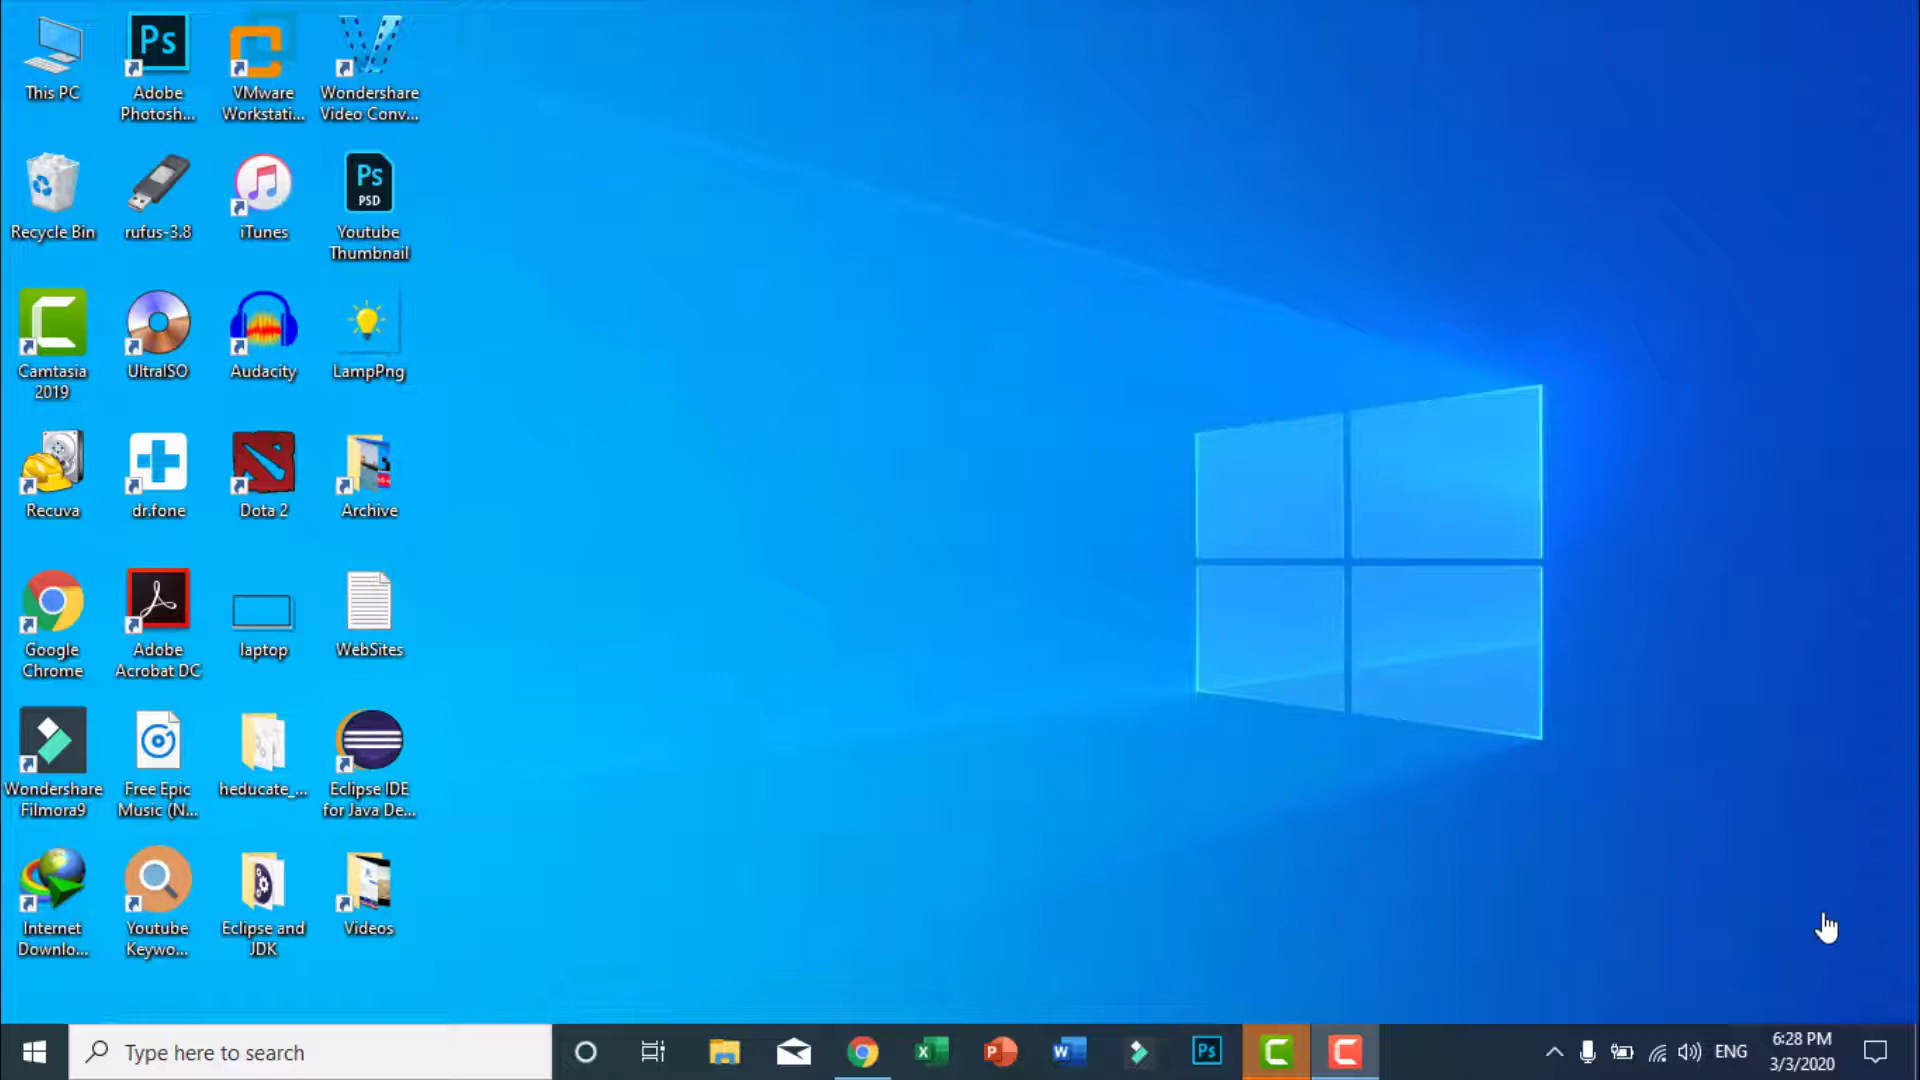 This PC
Adobe
Photosh...
VMware
Workstati...
Wondershare
Video Conv...
Recycle Bin
rufus-3.8
iTunes
Youtube
Thumbnail
Camtasia
2019
UltraISO
Audacity
LampPng
Recuva
dr.fone
Dota 2
Archive
Google
Chrome
Adobe
Acrobat DC
laptop
WebSites
Wondershare
Filmora9
Free Epic
Music (N...
heducate_...
Eclipse IDE
for Java De...
Internet
Downlo...
Youtube
Keywo...
Eclipse and
JDK
Videos
Ps
Ps
PSD
Type here to search
Ps
ENG
6:28 PM
3/3/2020